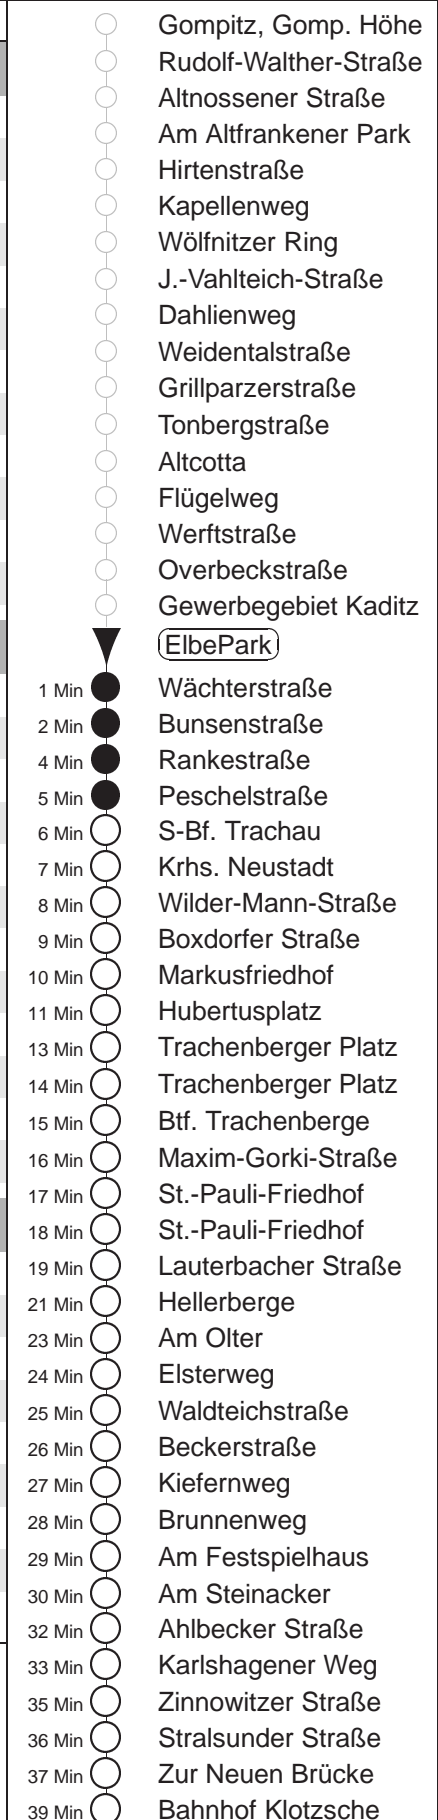 Gompitz, Gomp. Höhe
Rudolf-Walther-Straße
Altnossener Straße
Am Altfrankener Park
Hirtenstraße
Kapellenweg
Wölfnitzer Ring
J.-Vahlteich-Straße
Dahlienweg
Weidentalstraße
Grillparzerstraße
Tonbergstraße
Altcotta
Flügelweg
Werftstraße
Overbeckstraße
Gewerbegebiet Kaditz
ElbePark
1 Min Wächterstraße
2 Min Bunsenstraße
4 Min Rankestraße
5 Min Peschelstraße
6 Min S-Bf. Trachau
7 Min Krhs. Neustadt
8 Min Wilder-Mann-Straße
9 Min Boxdorfer Straße
10 Min Markusfriedhof
11 Min Hubertusplatz
13 Min Trachenberger Platz
14 Min Trachenberger Platz
15 Min Btf. Trachenberge
16 Min Maxim-Gorki-Straße
17 Min St.-Pauli-Friedhof
18 Min St.-Pauli-Friedhof
19 Min Lauterbacher Straße
21 Min Hellerberge
23 Min Am Olter
24 Min Elsterweg
25 Min Waldteichstraße
26 Min Beckerstraße
27 Min Kiefernweg
28 Min Brunnenweg
29 Min Am Festspielhaus
30 Min Am Steinacker
32 Min Ahlbecker Straße
33 Min Karlshagener Weg
35 Min Zinnowitzer Straße
36 Min Stralsunder Straße
37 Min Zur Neuen Brücke
39 Min Bahnhof Klotzsche